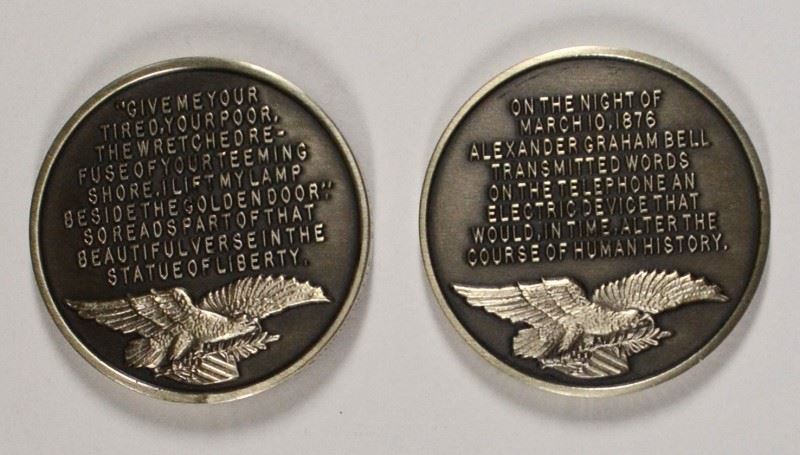 "GIVE ME YOUR
TIRED, YOUR POOR,
THE WRETCHED RE-
FUSE OF YOUR TEEMING
SHORE. I LIFT MY LAMP
BESIDE THE GOLDEN DOOR":
SO READS PART OF THAT
BEAUTIFUL VERSE IN THE
STATUE OF LIBERTY.
ON THE NIGHT OF
MARCH 10, 1876
ALEXANDER GRAHAM BELL
TRANSMITTED WORDS
ON THE TELEPHONE AN
ELECTRIC DEVICE THAT
WOULD, IN TIME, ALTER THE
COURSE OF HUMAN HISTORY.